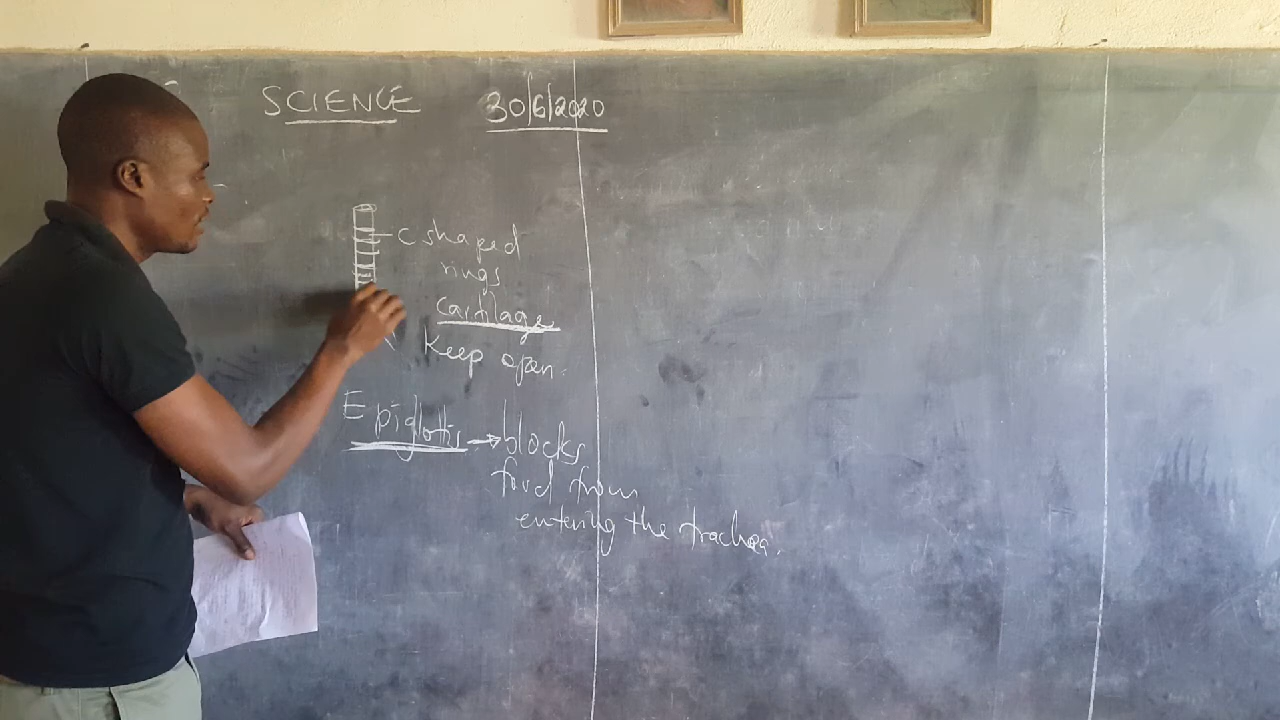 SCIENCE 30/6/2020
C shaped
rings
cartilage
Keep open.
Epiglottis → blocks
food from
entering the trachea.